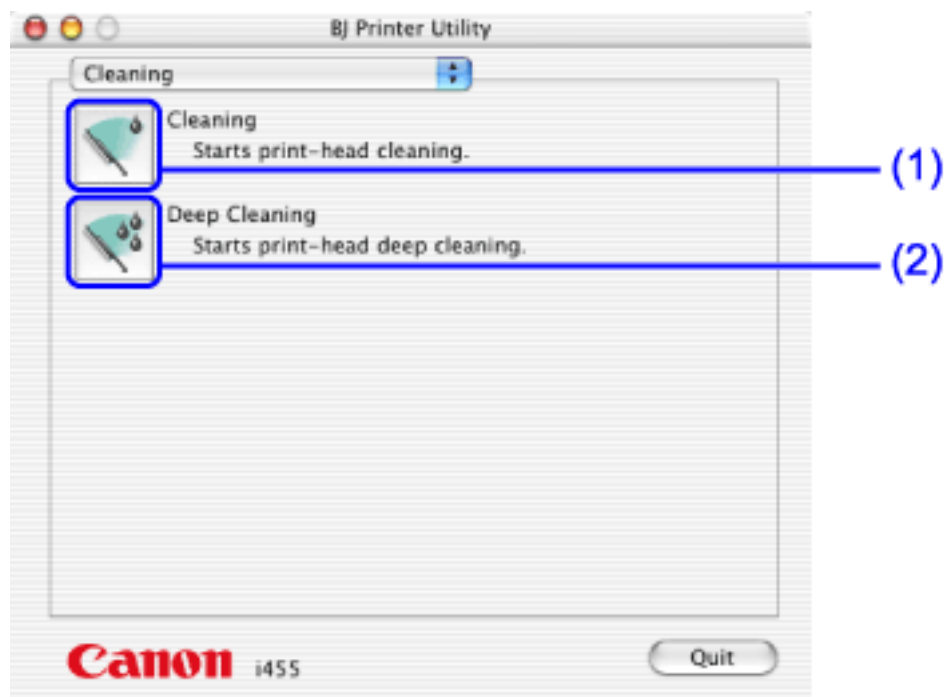 BJ Printer Utility
Cleaning
Cleaning
Starts print-head cleaning.
(1)
Deep Cleaning
Starts print-head deep cleaning.
(2)
Canon i455
Quit